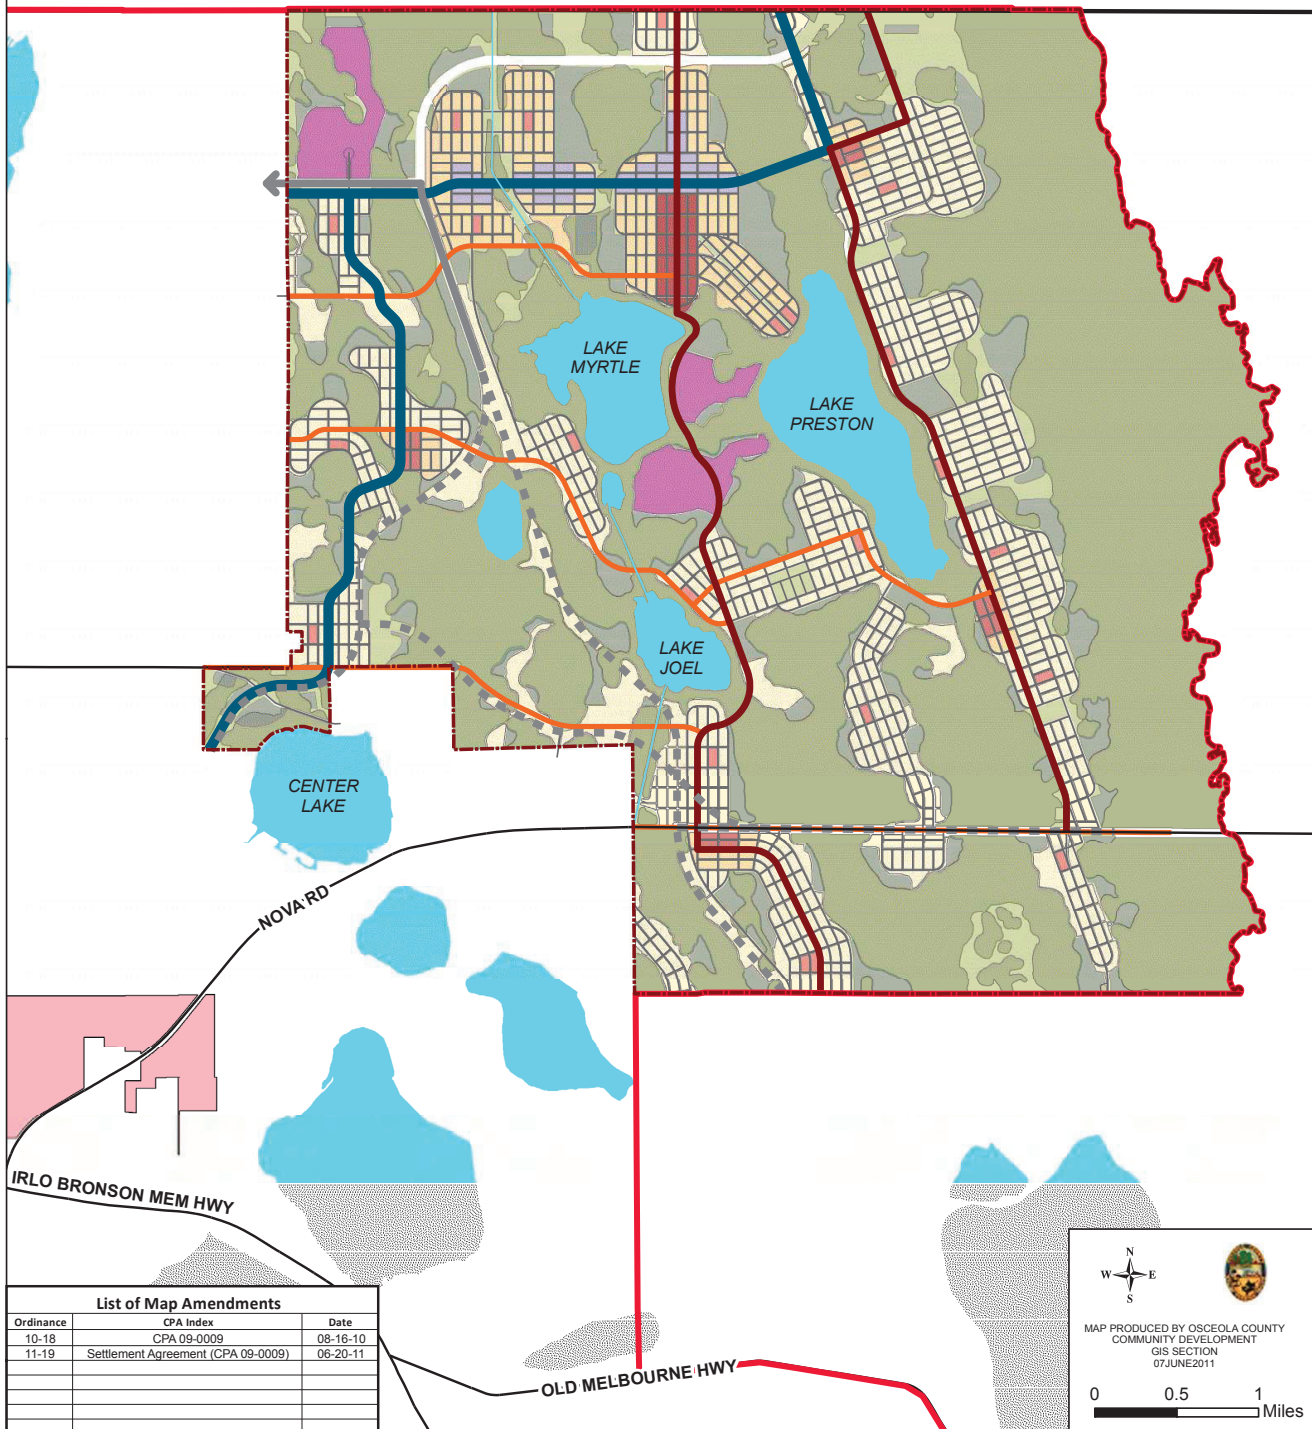 LAKE
MYRTLE
LAKE
PRESTON
LAKE
JOEL
CENTER
LAKE
NOVA RD
IRLO BRONSON MEM HWY
OLD MELBOURNE HWY
List of Map Amendments
Ordinance CPA Index Date
10-18 CPA 09-0009 08-16-10
11-19 Settlement Agreement (CPA 09-0009) 06-20-11
N
W E
S
MAP PRODUCED BY OSCEOLA COUNTY
COMMUNITY DEVELOPMENT
GIS SECTION
07JUNE2011
0 0.5 1
Miles